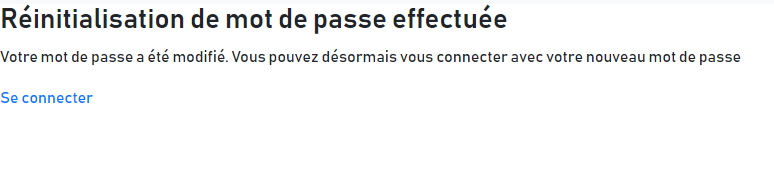 Réinitialisation de mot de passe effectuée
Votre mot de passe a été modifié. Vous pouvez désormais vous connecter avec votre nouveau mot de passe
Se connecter